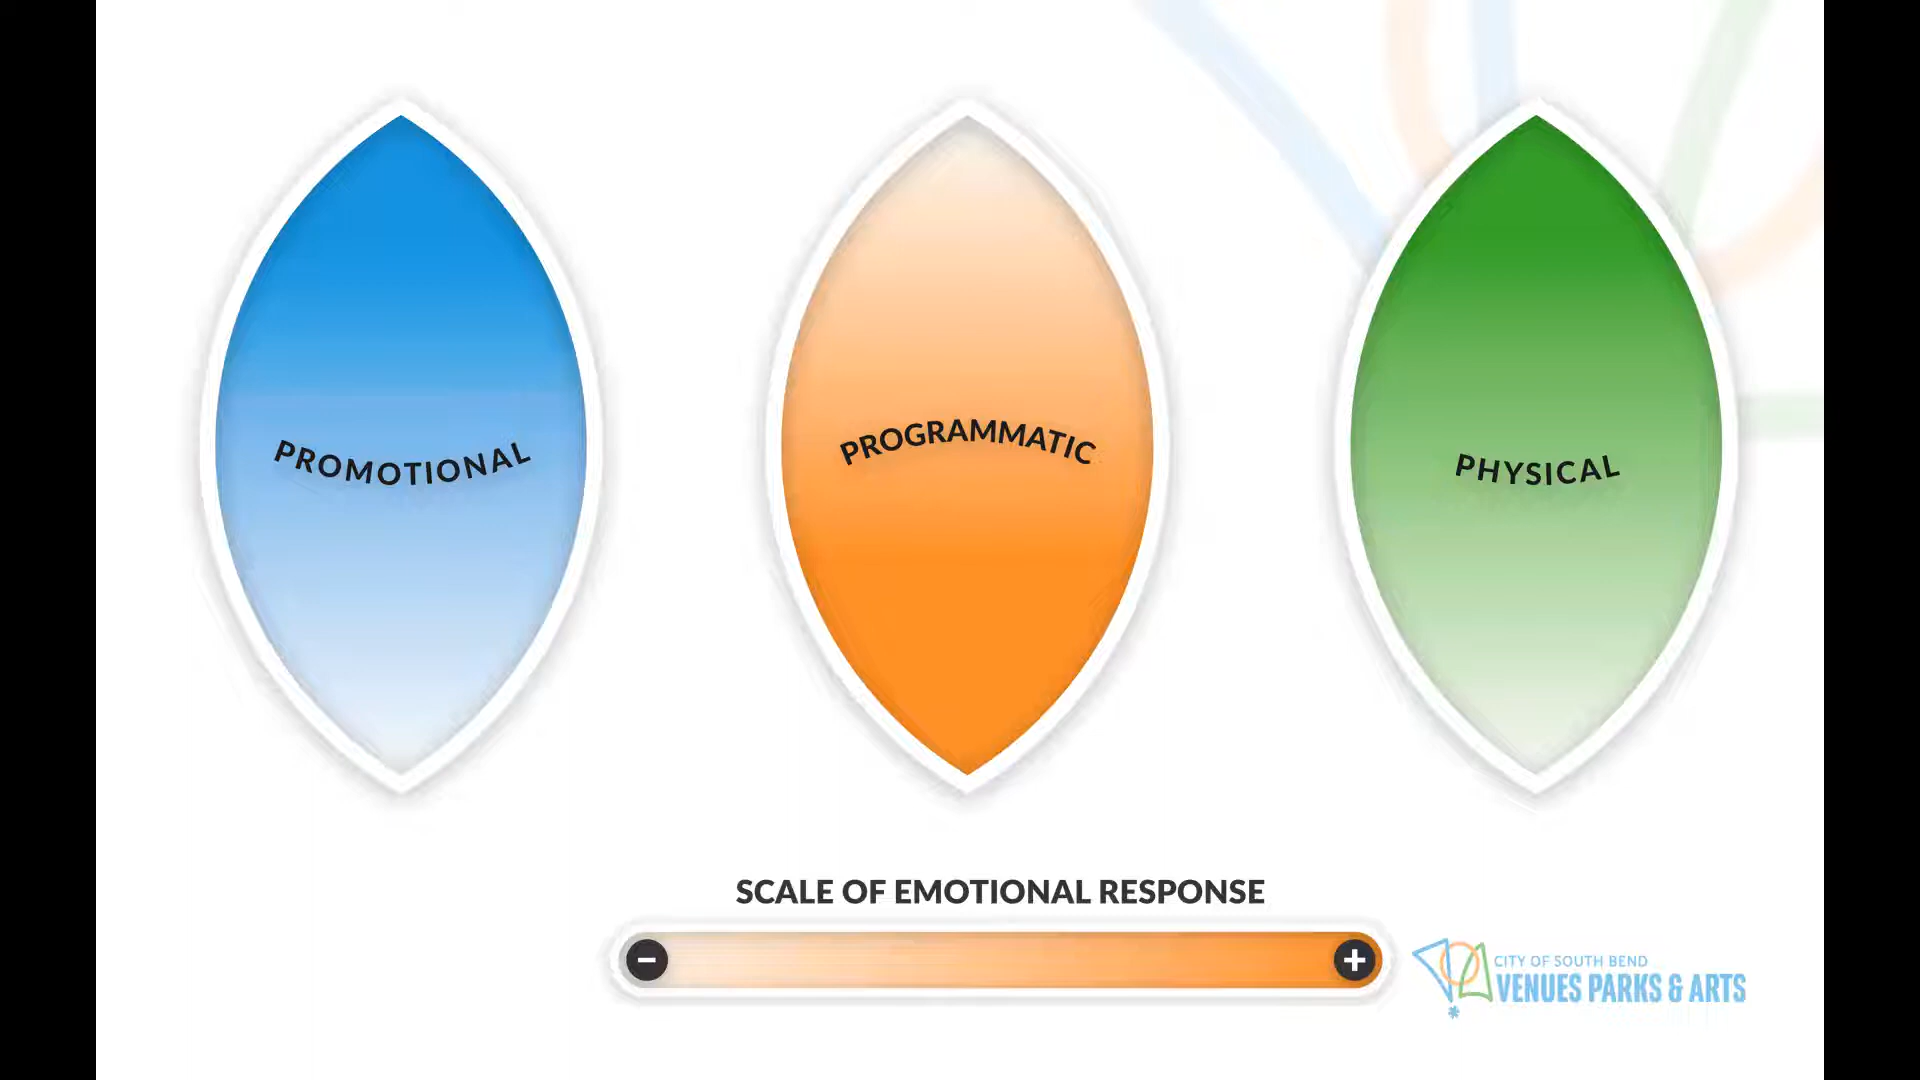 PROMOTIONAL
PROGRAMMATIC
PHYSICAL
SCALE OF EMOTIONAL RESPONSE
CITY OF SOUTH BEND
VENUES PARKS & ARTS